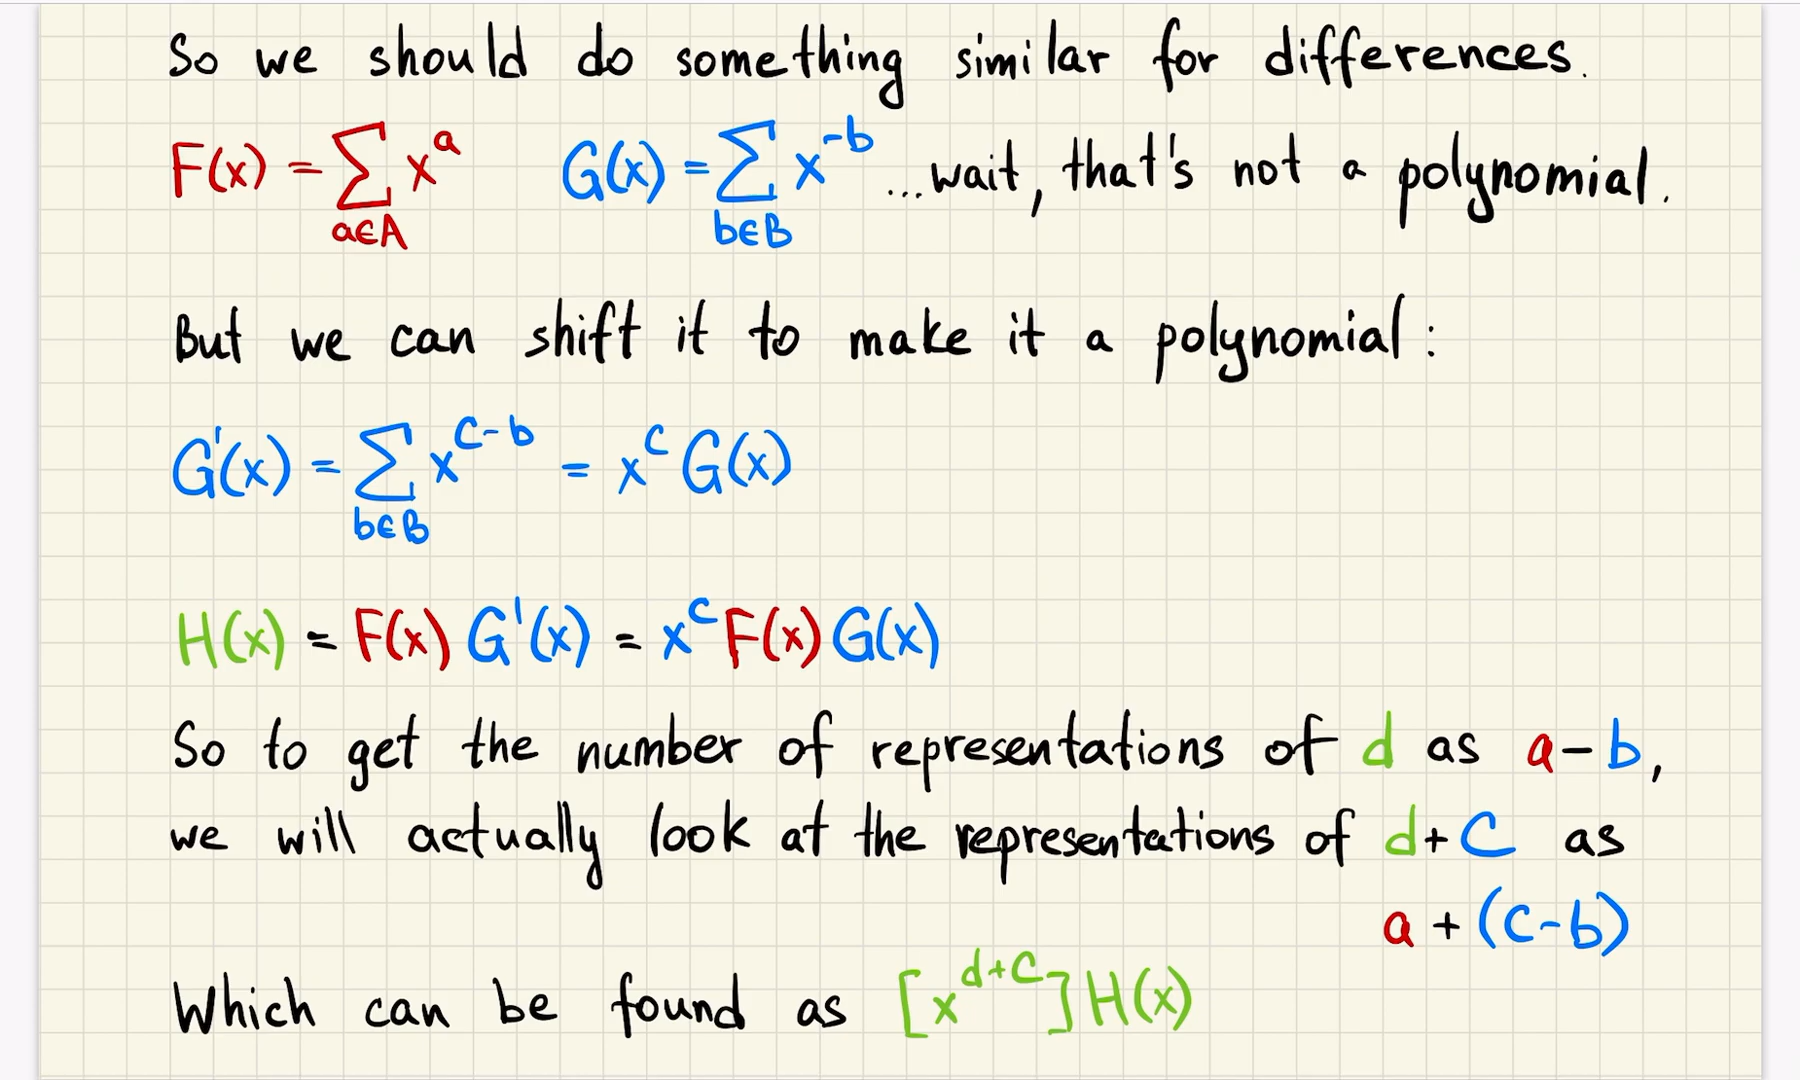 So we should do something similar for differences.
F(x) = ∑_{a∈A} x^a G(x) = ∑_{b∈B} x^{-b} ...wait, that's not a polynomial.
But we can shift it to make it a polynomial:
G'(x) = ∑_{b∈B} x^{C-b} = x^C G(x)
H(x) = F(x) G'(x) = x^C F(x) G(x)
So to get the number of representations of d as a-b,
we will actually look at the representations of d+C as
a + (C-b)
Which can be found as [x^{d+C}] H(x)